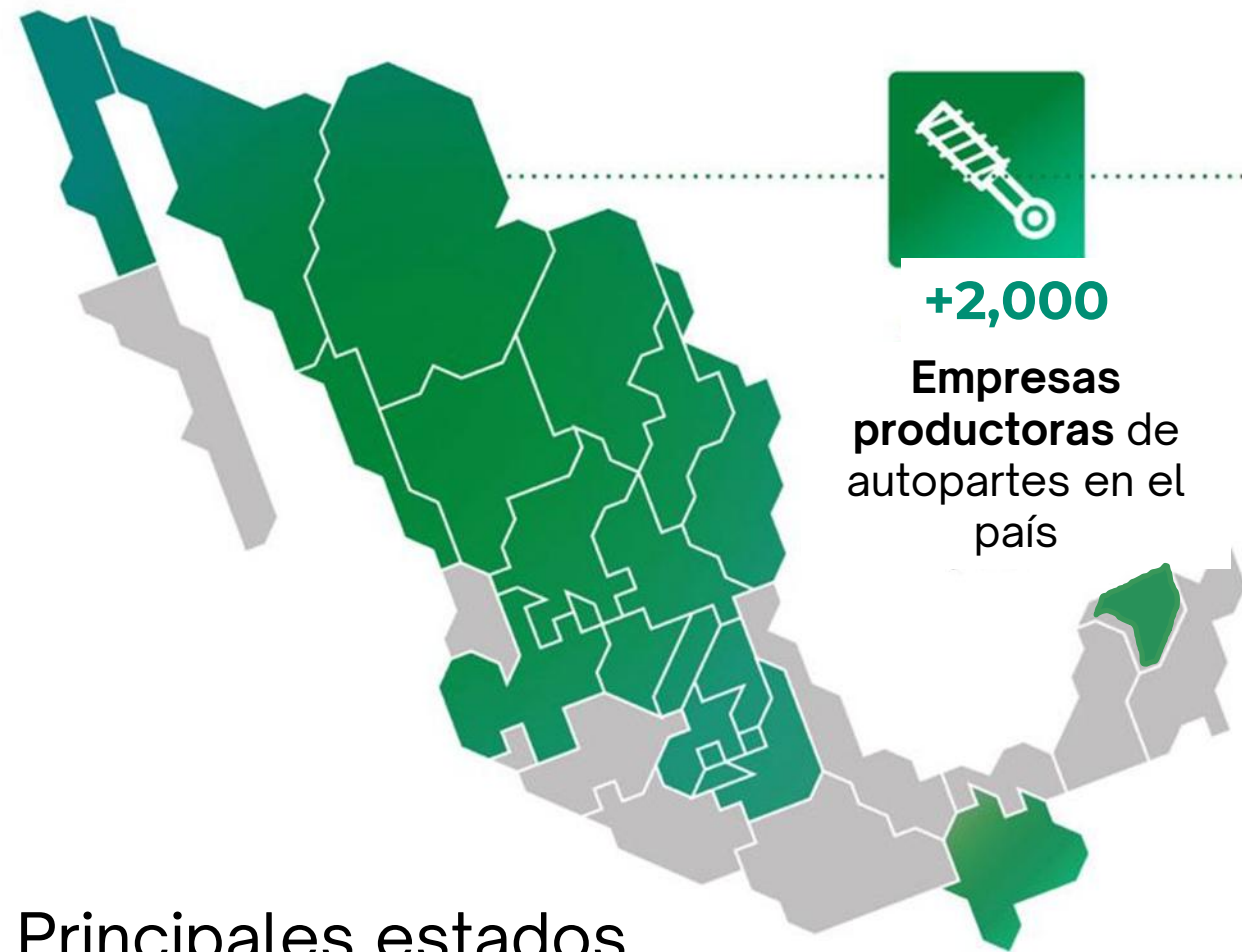 +2,000
Empresas
productoras de
autopartes en el
país
Principales estados